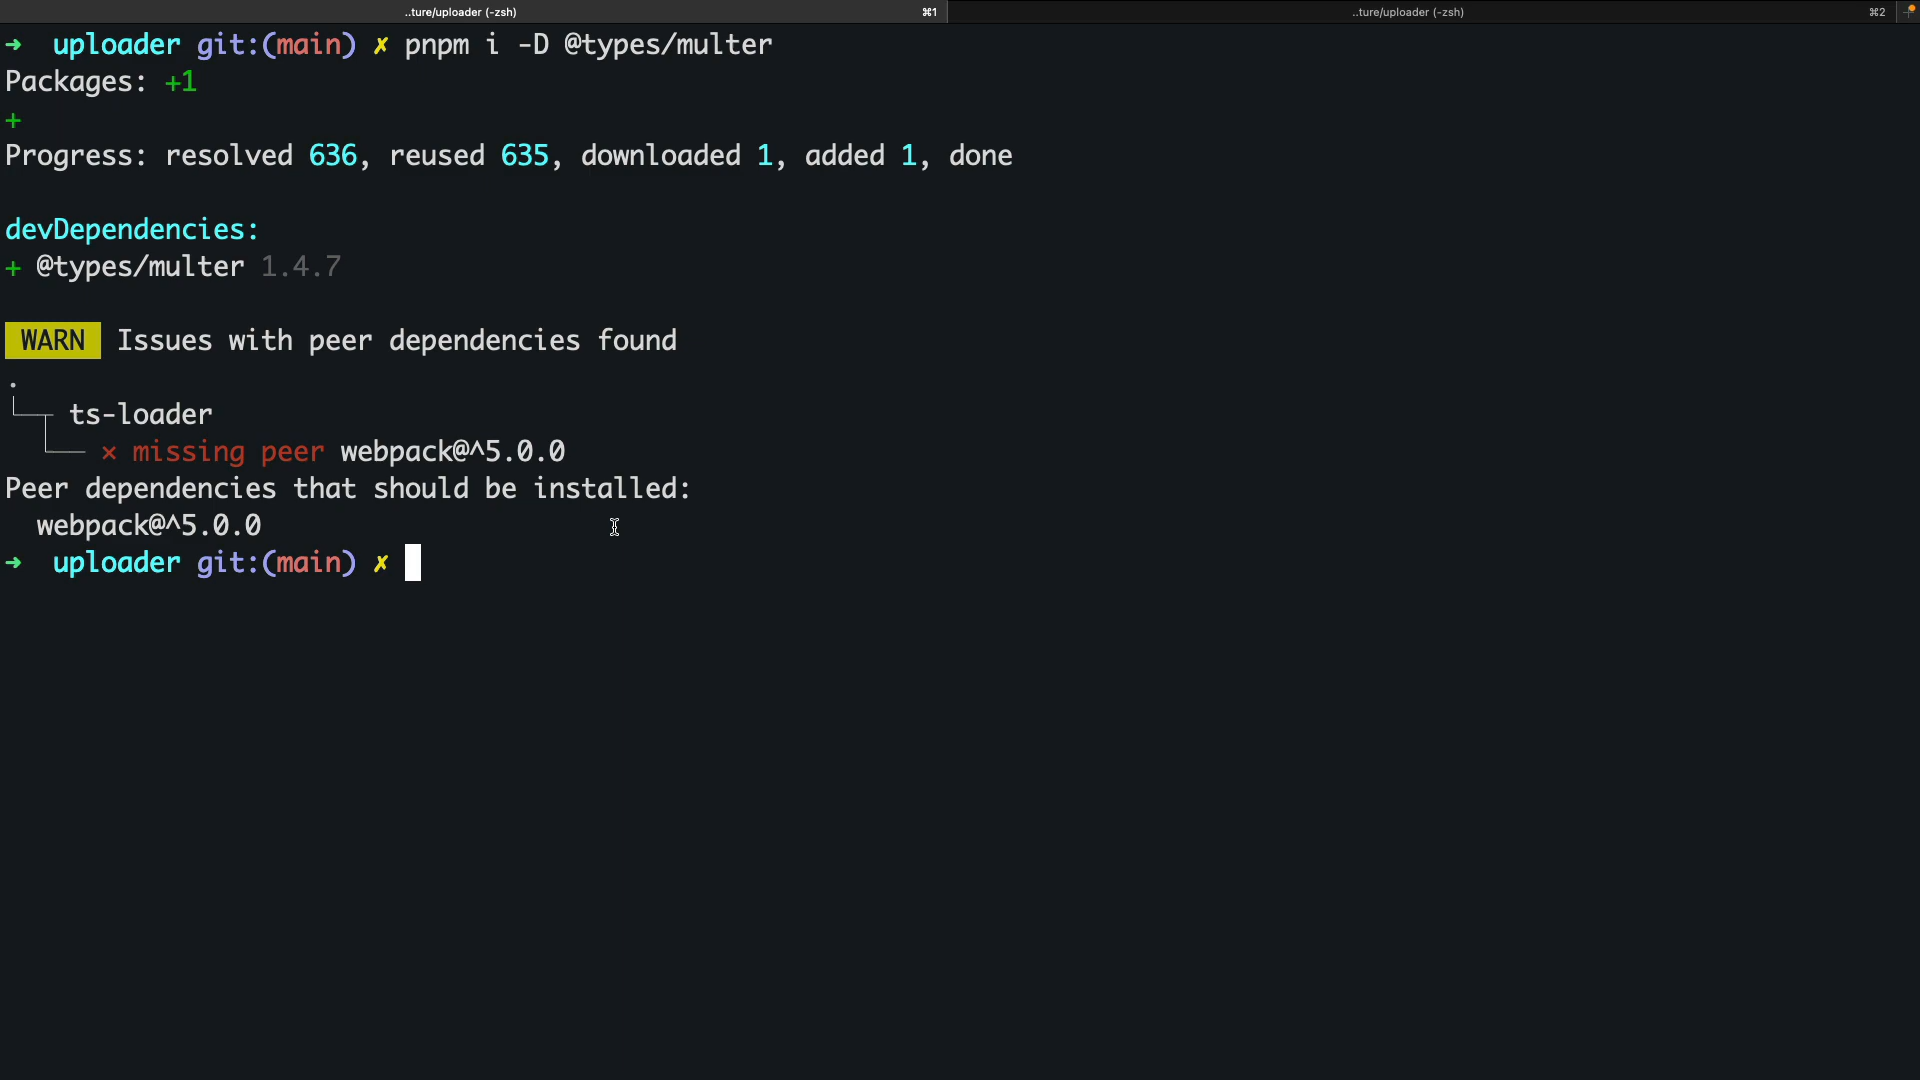 ..ture/uploader (-zsh) ⌘1 ..ture/uploader (-zsh) ⌘2
➜ uploader git:(main) ✗ pnpm i -D @types/multer
Packages: +1
+
Progress: resolved 636, reused 635, downloaded 1, added 1, done
devDependencies:
+ @types/multer 1.4.7
WARN Issues with peer dependencies found
.
└─┬ ts-loader
└── ✕ missing peer webpack@^5.0.0
Peer dependencies that should be installed:
webpack@^5.0.0
➜ uploader git:(main) ✗